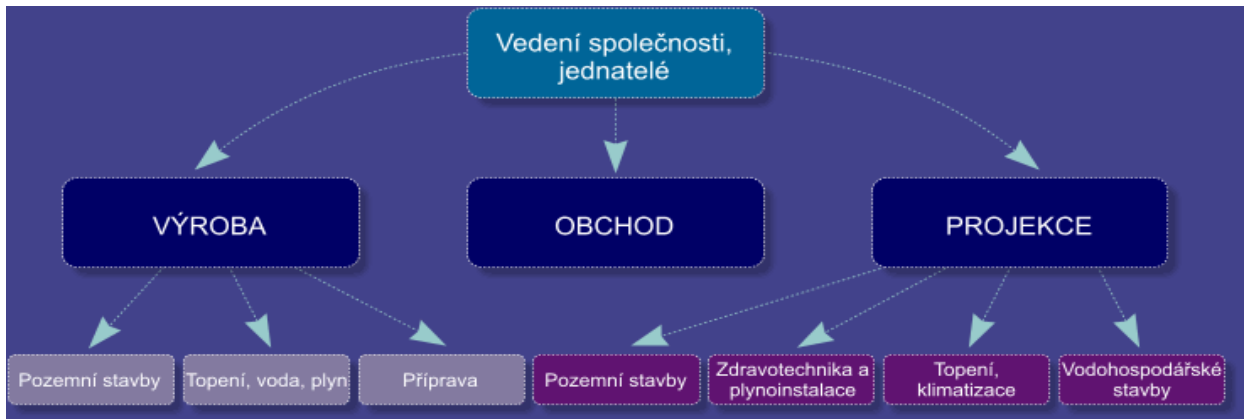 Vedení společnosti,
jednatelé
VÝROBA
OBCHOD
PROJEKCE
Pozemní stavby
Topení, voda, plyn
Příprava
Pozemní stavby
Zdravotechnika a
plynoinstalace
Topení,
klimatizace
Vodohospodářské
stavby